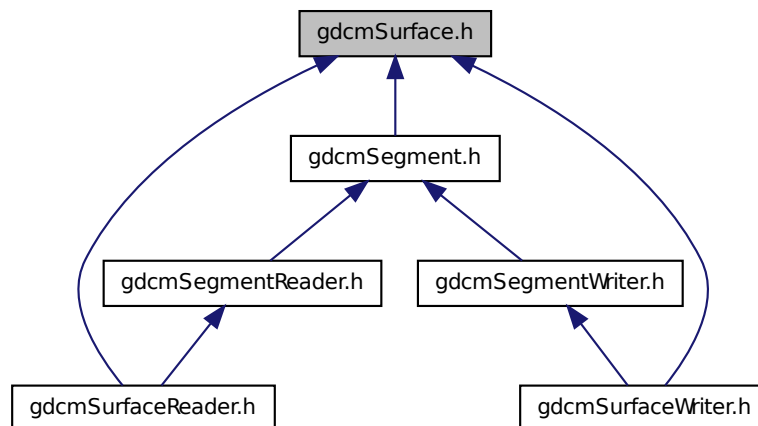 gdcmSurface.h
gdcmSegment.h
gdcmSegmentReader.h
gdcmSegmentWriter.h
gdcmSurfaceReader.h
gdcmSurfaceWriter.h